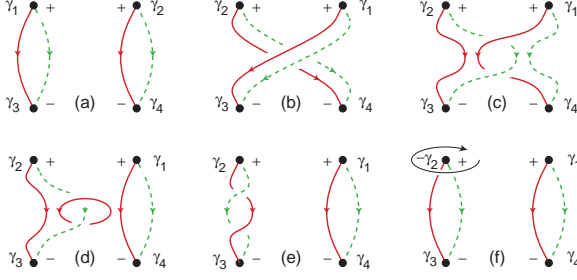 γ₁ + + γ₂
γ₃ − (a) − γ₄
γ₂ + + γ₁
γ₃ − (b) − γ₄
γ₂ + + γ₁
γ₃ − (c) − γ₄
γ₂ + + γ₁
γ₃ − (d) − γ₄
γ₂ + + γ₁
γ₃ − (e) − γ₄
−γ₂ + + γ
γ₃ − (f) − γ₄